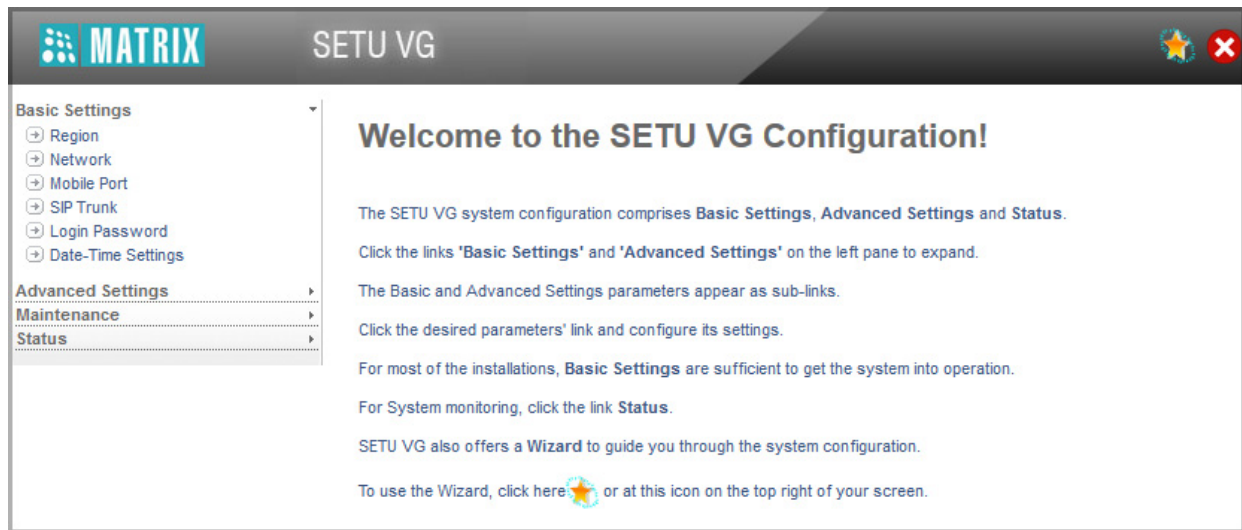 MATRIX SETU VG
Basic Settings
Region
Network
Mobile Port
SIP Trunk
Login Password
Date-Time Settings
Advanced Settings
Maintenance
Status
Welcome to the SETU VG Configuration!
The SETU VG system configuration comprises Basic Settings, Advanced Settings and Status.
Click the links 'Basic Settings' and 'Advanced Settings' on the left pane to expand.
The Basic and Advanced Settings parameters appear as sub-links.
Click the desired parameters' link and configure its settings.
For most of the installations, Basic Settings are sufficient to get the system into operation.
For System monitoring, click the link Status.
SETU VG also offers a Wizard to guide you through the system configuration.
To use the Wizard, click here or at this icon on the top right of your screen.